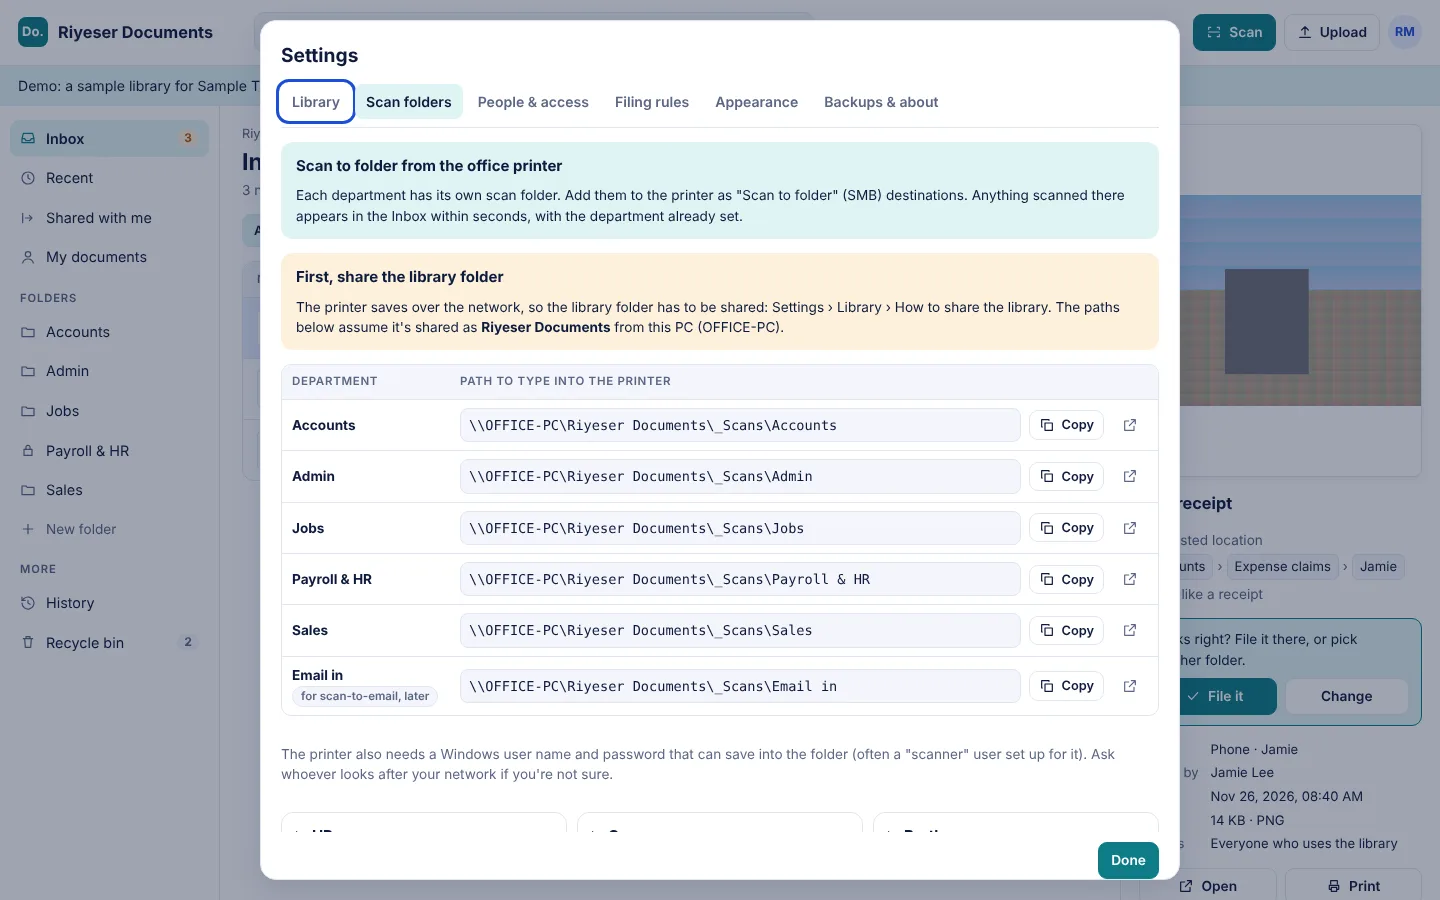 Do.
Riyeser Documents
Scan
Upload
RM
Demo: a sample library for Sample T
Inbox
3
Recent
Shared with me
My documents
FOLDERS
Accounts
Admin
Jobs
Payroll & HR
Sales
New folder
MORE
History
Recycle bin
2
Settings
Library
Scan folders
People & access
Filing rules
Appearance
Backups & about
Scan to folder from the office printer
Each department has its own scan folder. Add them to the printer as "Scan to folder" (SMB) destinations. Anything scanned there
appears in the Inbox within seconds, with the department already set.
First, share the library folder
The printer saves over the network, so the library folder has to be shared: Settings › Library › How to share the library. The paths
below assume it's shared as Riyeser Documents from this PC (OFFICE-PC).
DEPARTMENT
PATH TO TYPE INTO THE PRINTER
Accounts
\\OFFICE-PC\Riyeser Documents\_Scans\Accounts
Copy
Admin
\\OFFICE-PC\Riyeser Documents\_Scans\Admin
Copy
Jobs
\\OFFICE-PC\Riyeser Documents\_Scans\Jobs
Copy
Payroll & HR
\\OFFICE-PC\Riyeser Documents\_Scans\Payroll & HR
Copy
Sales
\\OFFICE-PC\Riyeser Documents\_Scans\Sales
Copy
Email in
for scan-to-email, later
\\OFFICE-PC\Riyeser Documents\_Scans\Email in
Copy
The printer also needs a Windows user name and password that can save into the folder (often a "scanner" user set up for it). Ask
whoever looks after your network if you're not sure.
Done
receipt
sted location
unts › Expense claims › Jamie
like a receipt
ks right? File it there, or pick
her folder.
File it
Change
Phone · Jamie
by
Jamie Lee
Nov 26, 2026, 08:40 AM
14 KB · PNG
Everyone who uses the library
Open
Print